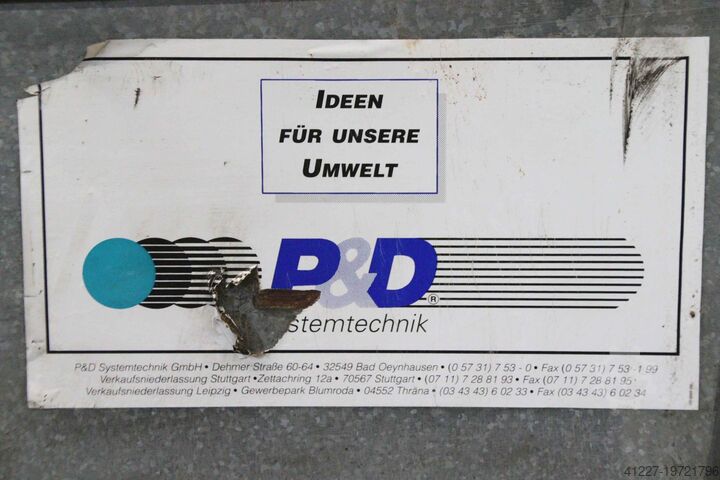 IDEEN
FÜR UNSERE
UMWELT
P&D
®
stemtechnik
P&D Systemtechnik GmbH • Dehmer Straße 60-64 • 32549 Bad Oeynhausen • (0 57 31) 7 53 - 0 • Fax (0 57 31) 7 53 -1 99
Verkaufsniederlassung Stuttgart • Zettachring 12a • 70567 Stuttgart • (07 11) 7 28 81 93 • Fax (07 11) 7 28 81 95
Verkaufsniederlassung Leipzig • Gewerbepark Blumroda • 04552 Thräna • (03 43 43) 6 02 33 • Fax (03 43 43) 6 02 34
41227-19721796